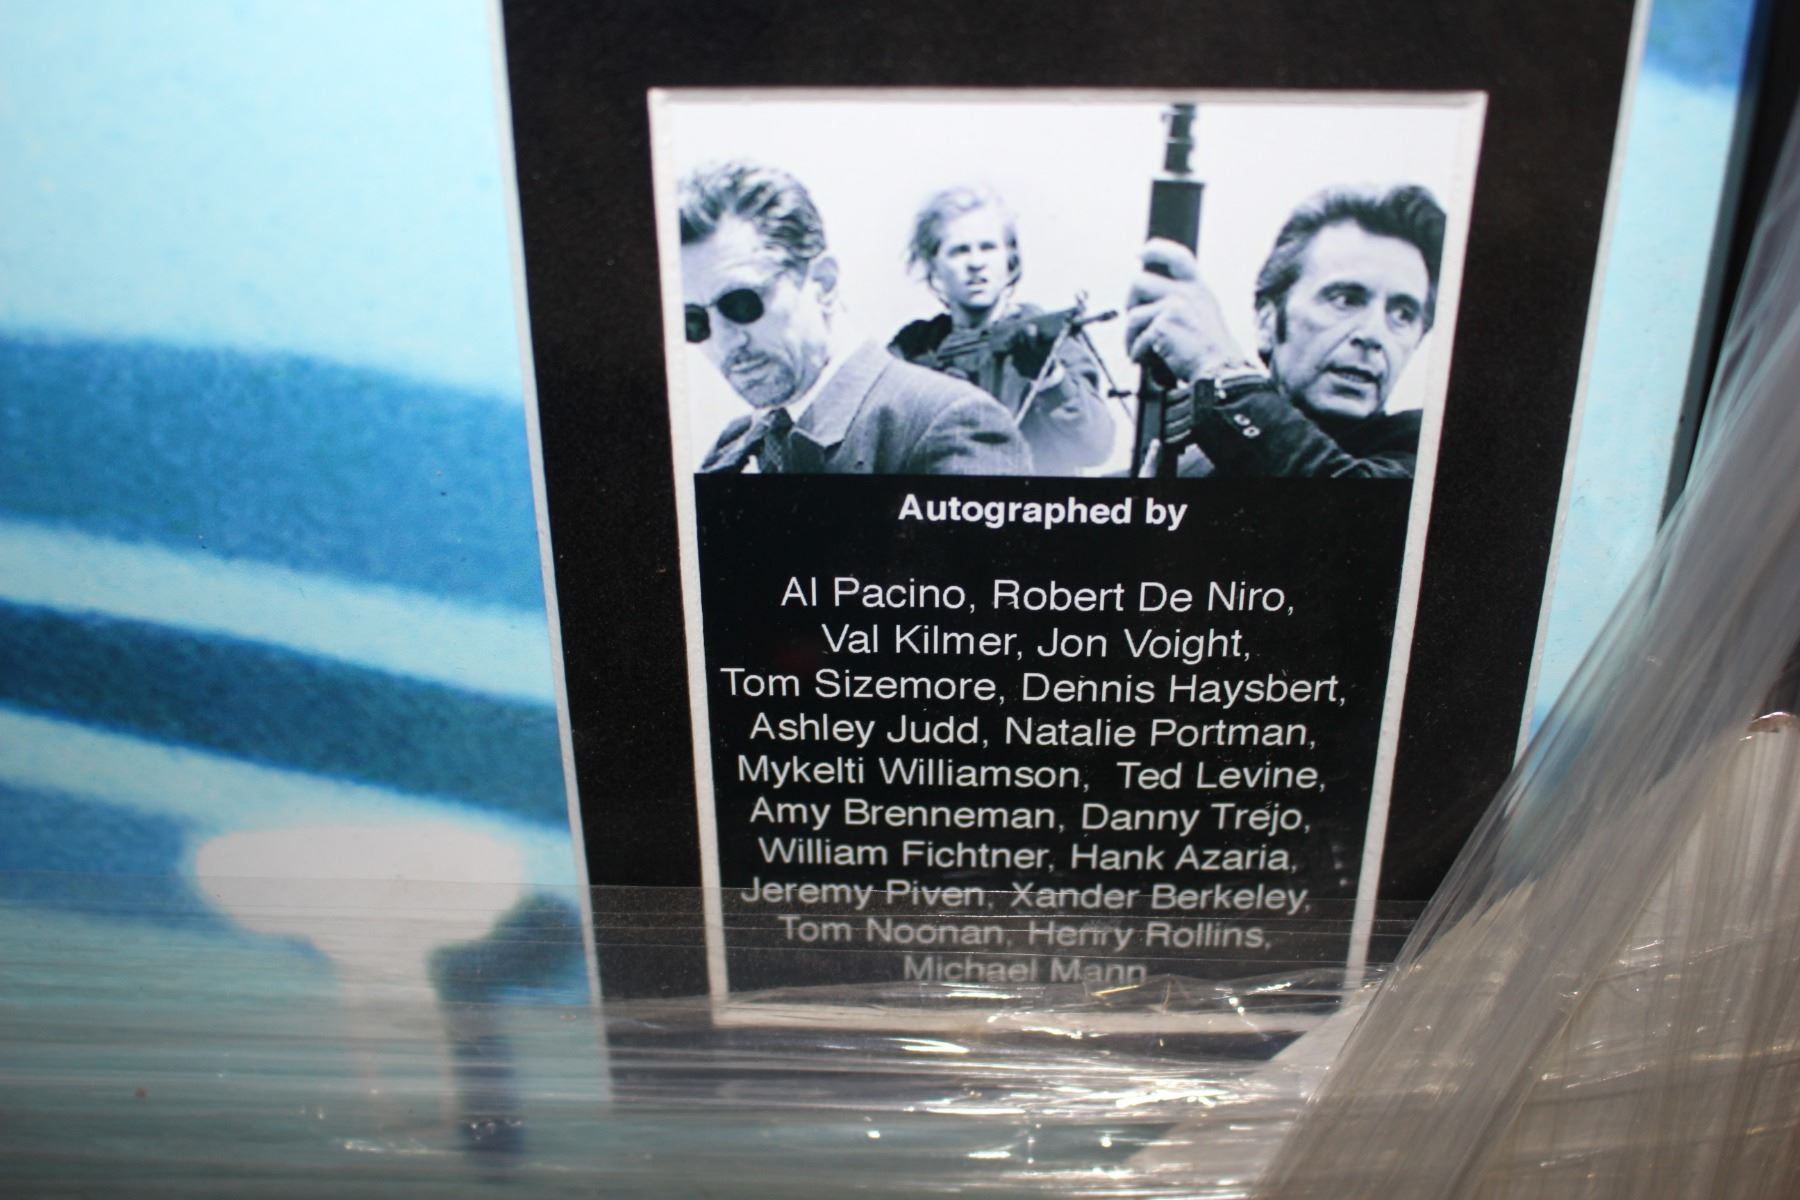 Autographed by
Al Pacino, Robert De Niro,
Val Kilmer, Jon Voight,
Tom Sizemore, Dennis Haysbert,
Ashley Judd, Natalie Portman,
Mykelti Williamson, Ted Levine,
Amy Brenneman, Danny Trejo,
William Fichtner, Hank Azaria,
Jeremy Piven, Xander Berkeley,
Tom Noonan, Henry Rollins,
Michael Mann